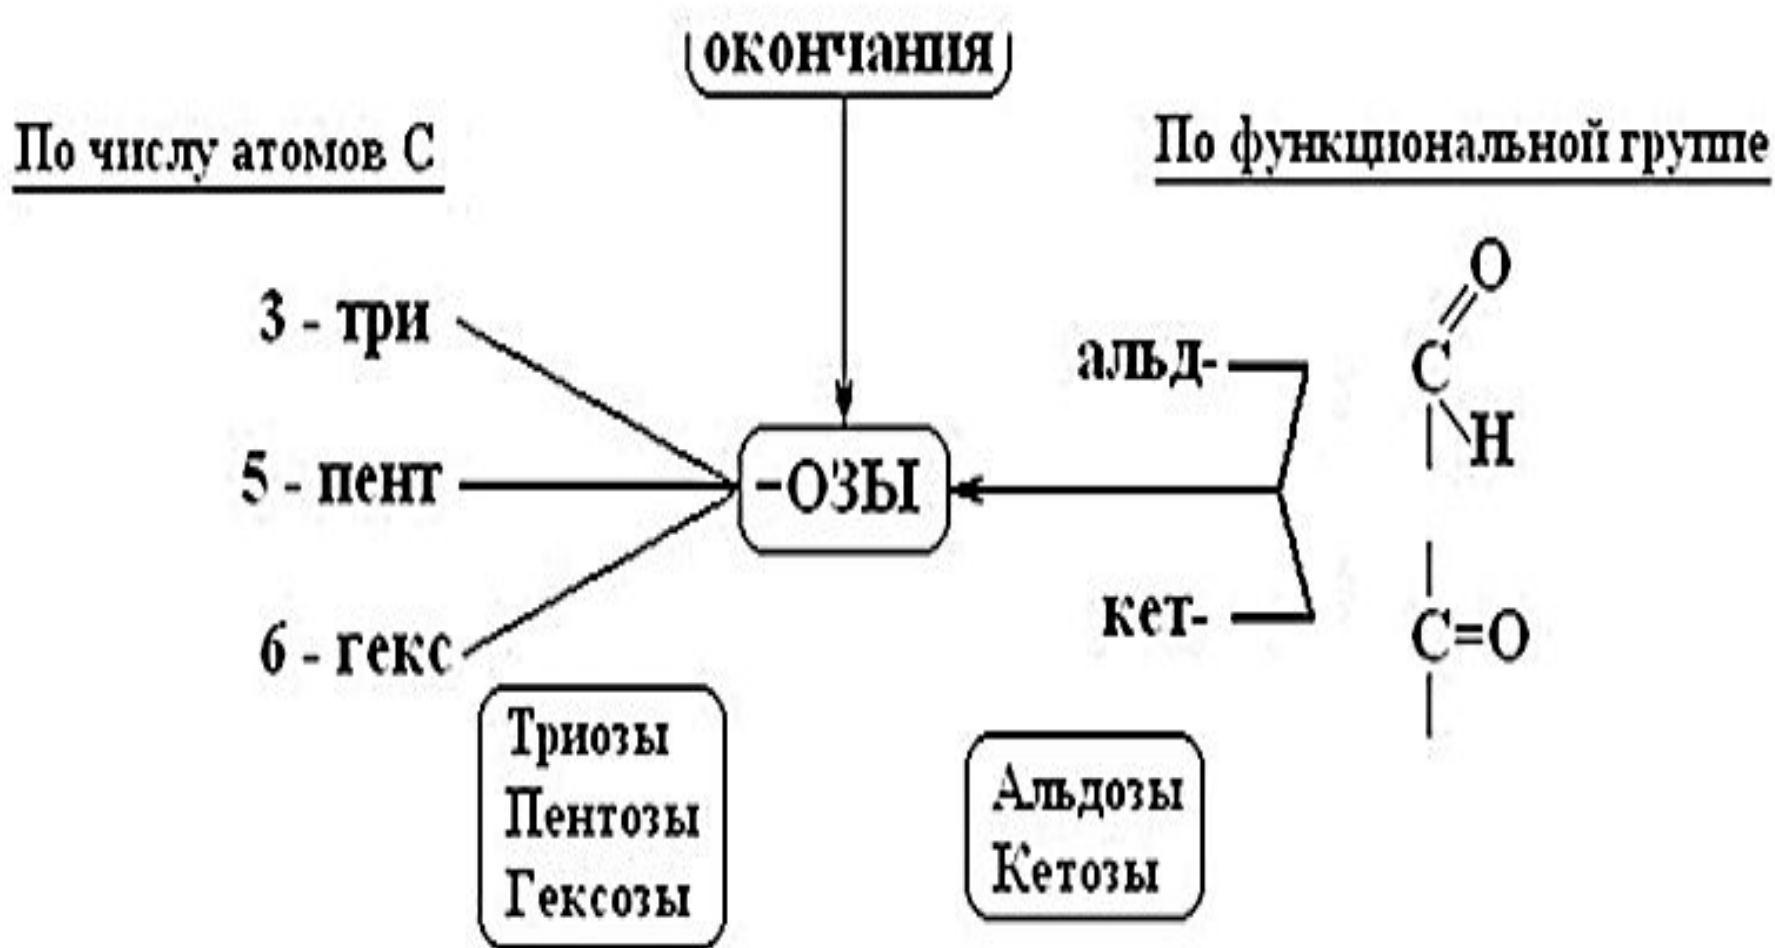 окончания
По числу атомов С
По функциональной группе
3 - три
5 - пент
6 - гекс
-ОЗЫ
альд-
кет-
O
C
H
C=O
Триозы
Пентозы
Гексозы
Альдозы
Кетозы